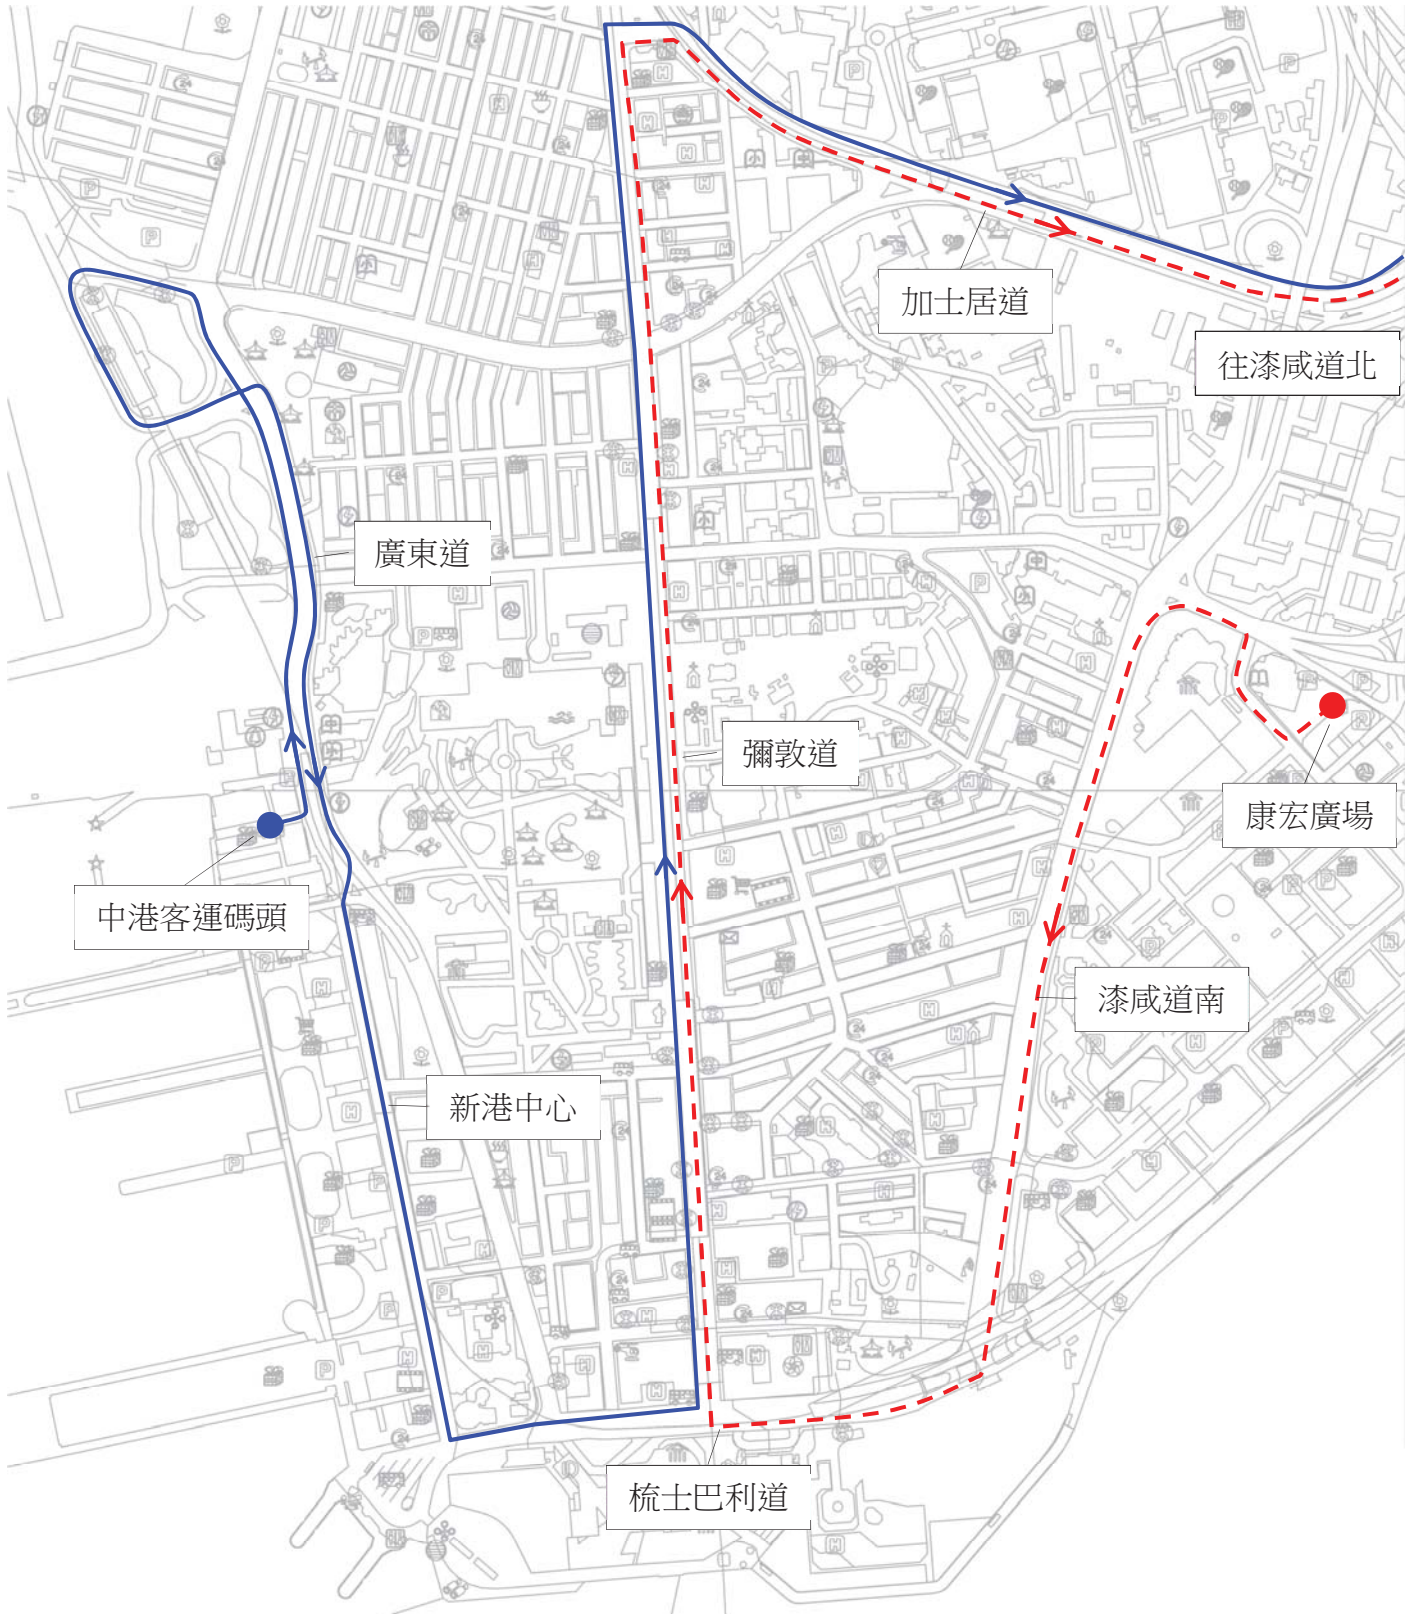 加士居道
往漆咸道北
廣東道
彌敦道
康宏廣場
中港客運碼頭
漆咸道南
新港中心
梳士巴利道